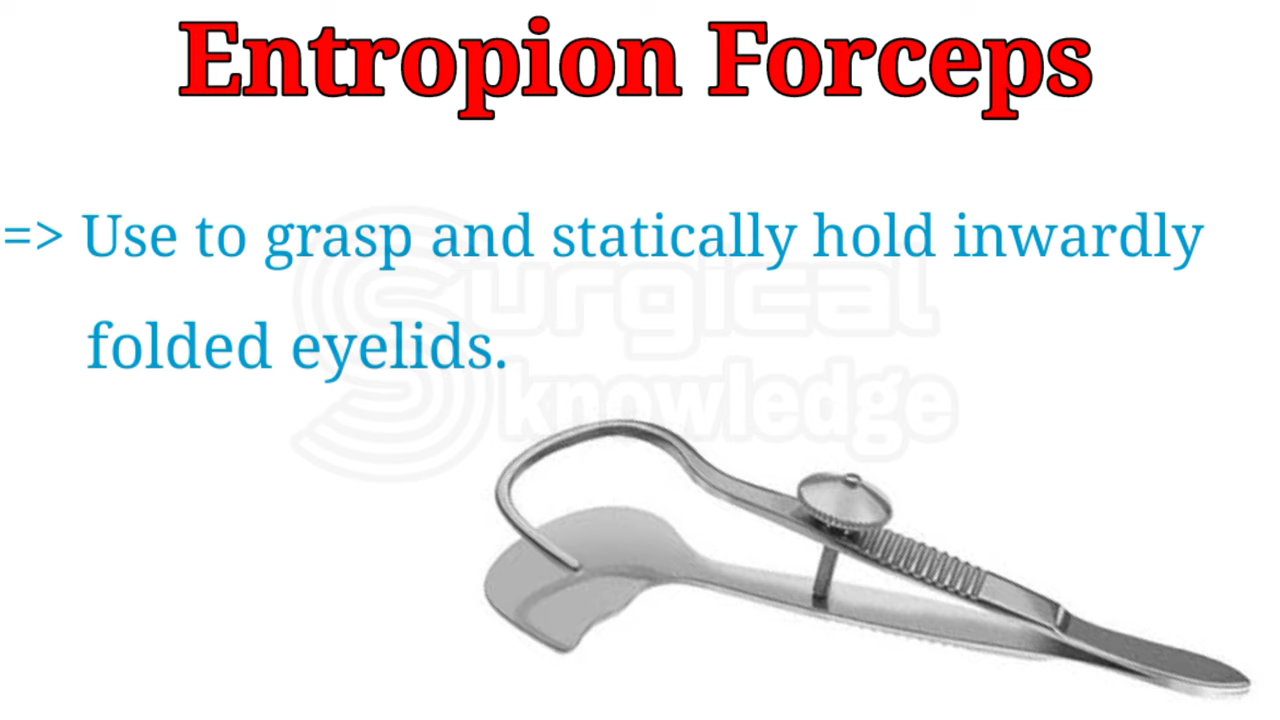 Entropion Forceps
=> Use to grasp and statically hold inwardly
folded eyelids.
Surgical
knowledge